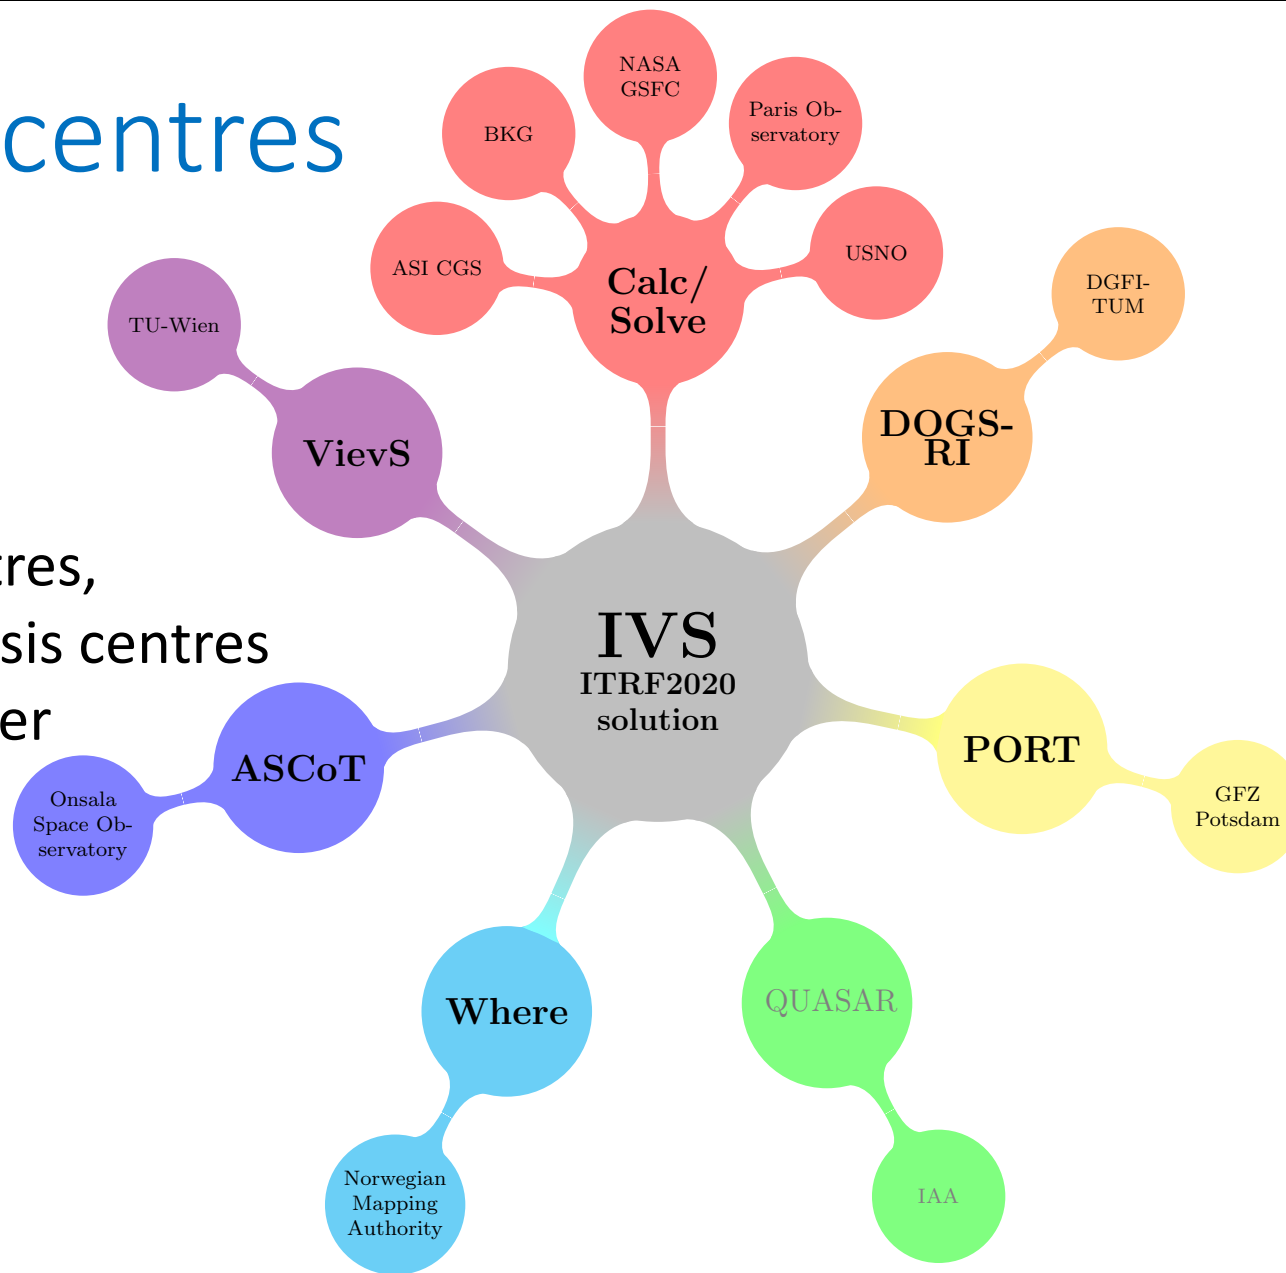 centres
NASA
GSFC
BKG
Paris Ob-
servatory
ASI CGS
USNO
Calc/
Solve
TU-Wien
DGFI-
TUM
VievS
DOGS-
RI
tres,
sis centres
er
IVS
ITRF2020
solution
ASCoT
PORT
Onsala
Space Ob-
servatory
GFZ
Potsdam
Where
QUASAR
Norwegian
Mapping
Authority
IAA